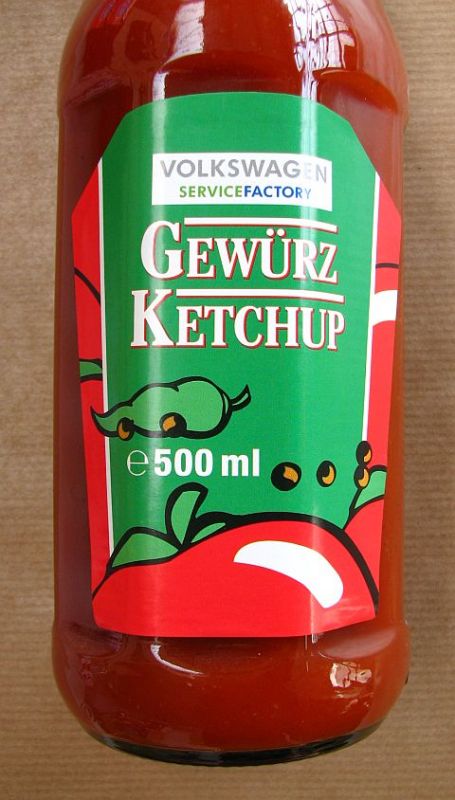 VOLKSWAGEN
SERVICEFACTORY
GEWÜRZ
KETCHUP
℮ 500 ml